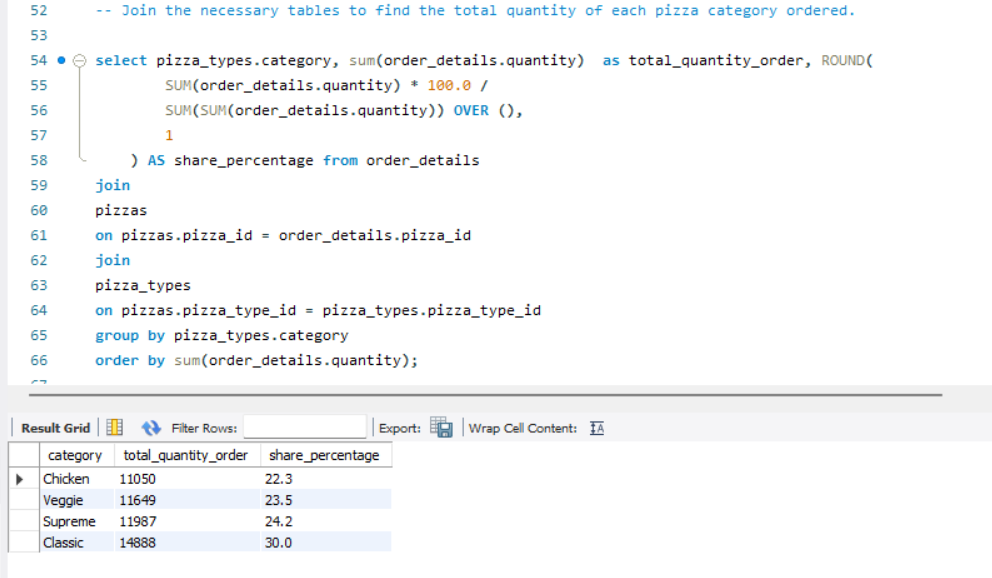 52 -- Join the necessary tables to find the total quantity of each pizza category ordered.
53
54 select pizza_types.category, sum(order_details.quantity)  as total_quantity_order, ROUND(
55 SUM(order_details.quantity) * 100.0 /
56 SUM(SUM(order_details.quantity)) OVER (),
57 1
58 ) AS share_percentage from order_details
59 join
60 pizzas
61 on pizzas.pizza_id = order_details.pizza_id
62 join
63 pizza_types
64 on pizzas.pizza_type_id = pizza_types.pizza_type_id
65 group by pizza_types.category
66 order by sum(order_details.quantity);
67
Result Grid Filter Rows: Export: Wrap Cell Content: IA
category total_quantity_order share_percentage
Chicken 11050 22.3
Veggie 11649 23.5
Supreme 11987 24.2
Classic 14888 30.0